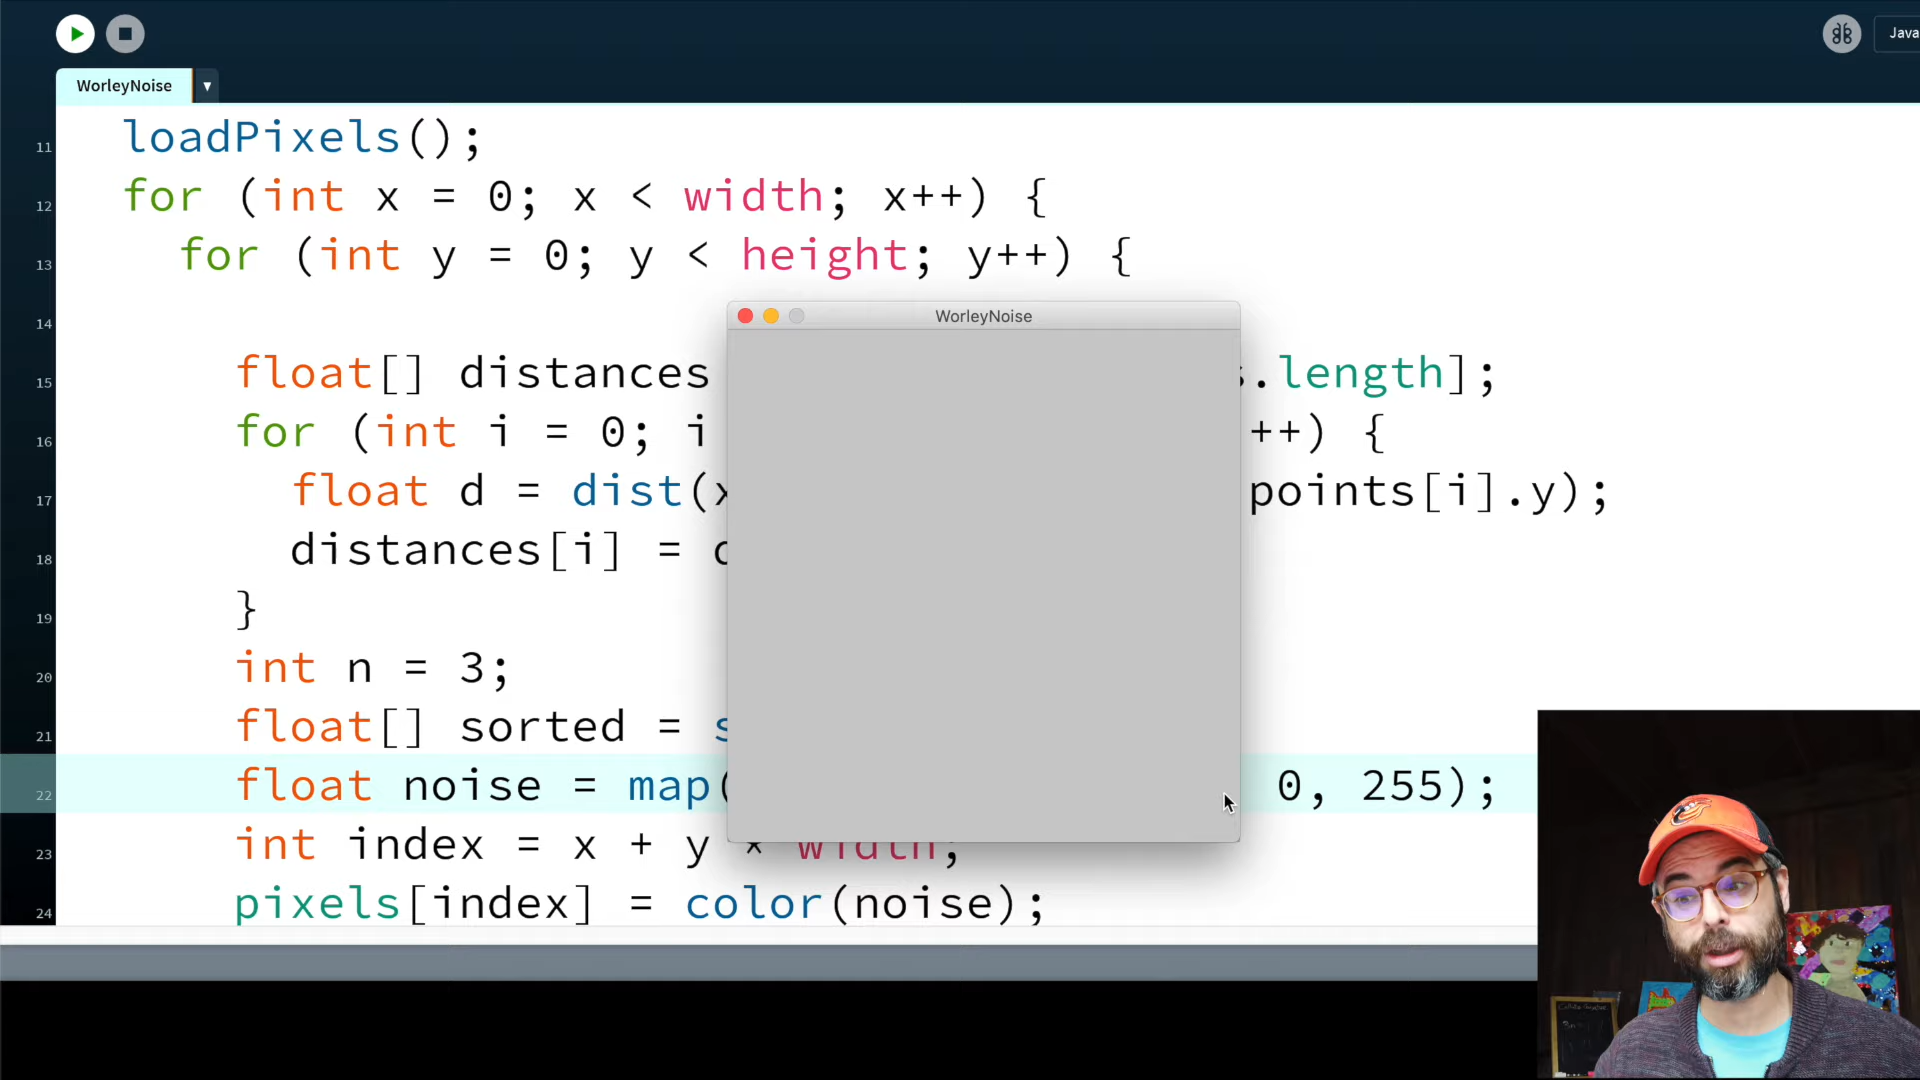 Java
WorleyNoise ▼
11 loadPixels();
12 for (int x = 0; x < width; x++) {
13 for (int y = 0; y < height; y++) {
14
WorleyNoise
15 float[] distances .length];
16 for (int i = 0; i ++) {
17 float d = dist(x points[i].y);
18 distances[i] =
19 }
20 int n = 3;
21 float[] sorted = s
22 float noise = map( 0, 255);
23 int index = x + y * width;
24 pixels[index] = color(noise);